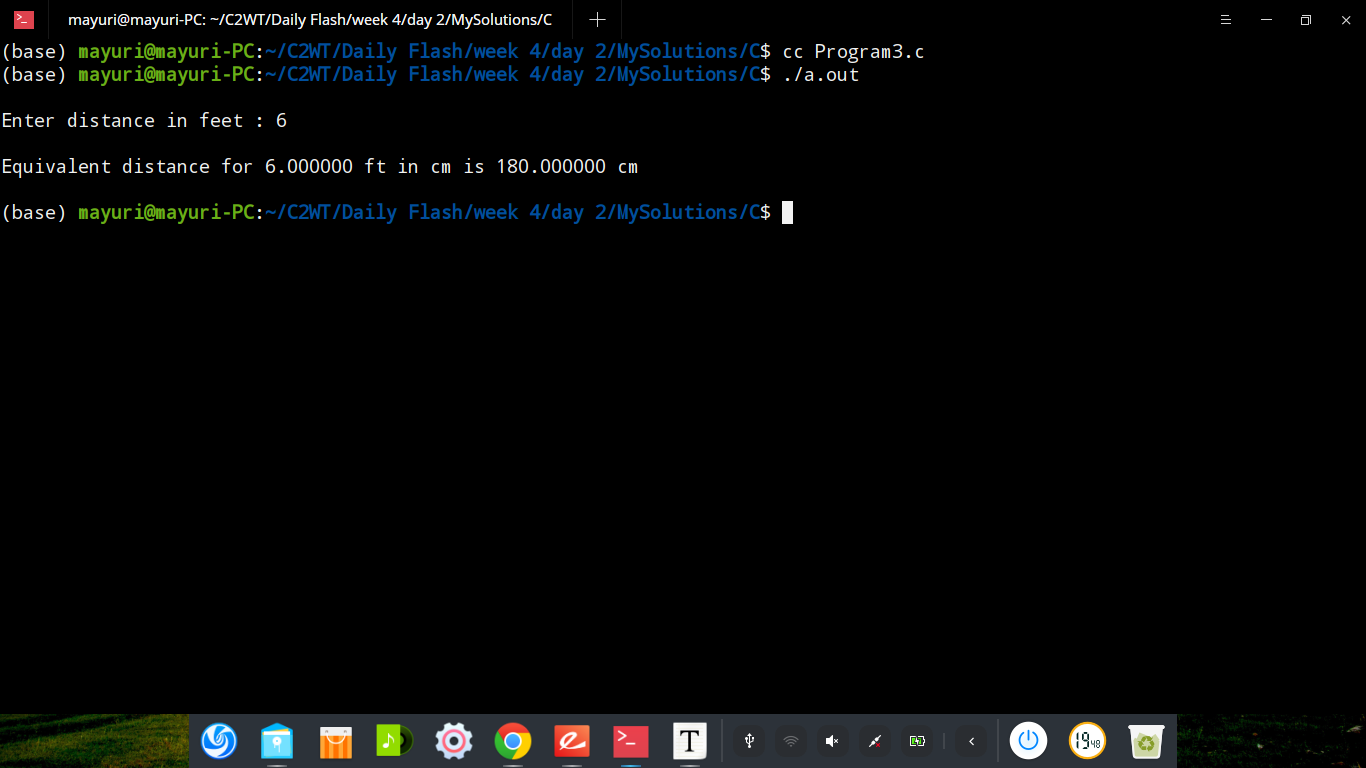 mayuri@mayuri-PC: ~/C2WT/Daily Flash/week 4/day 2/MySolutions/C
(base) mayuri@mayuri-PC:~/C2WT/Daily Flash/week 4/day 2/MySolutions/C$ cc Program3.c
(base) mayuri@mayuri-PC:~/C2WT/Daily Flash/week 4/day 2/MySolutions/C$ ./a.out
Enter distance in feet : 6
Equivalent distance for 6.000000 ft in cm is 180.000000 cm
(base) mayuri@mayuri-PC:~/C2WT/Daily Flash/week 4/day 2/MySolutions/C$
T
19 48